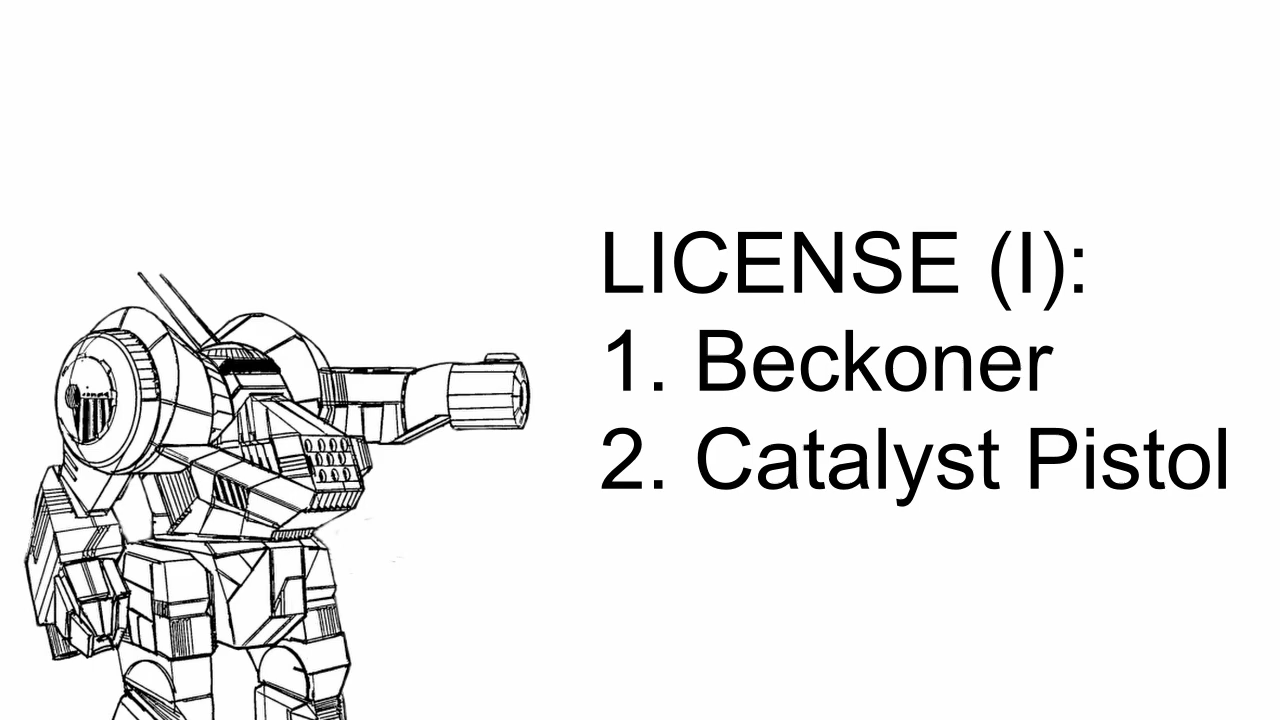 LICENSE (I):
1. Beckoner
2. Catalyst Pistol